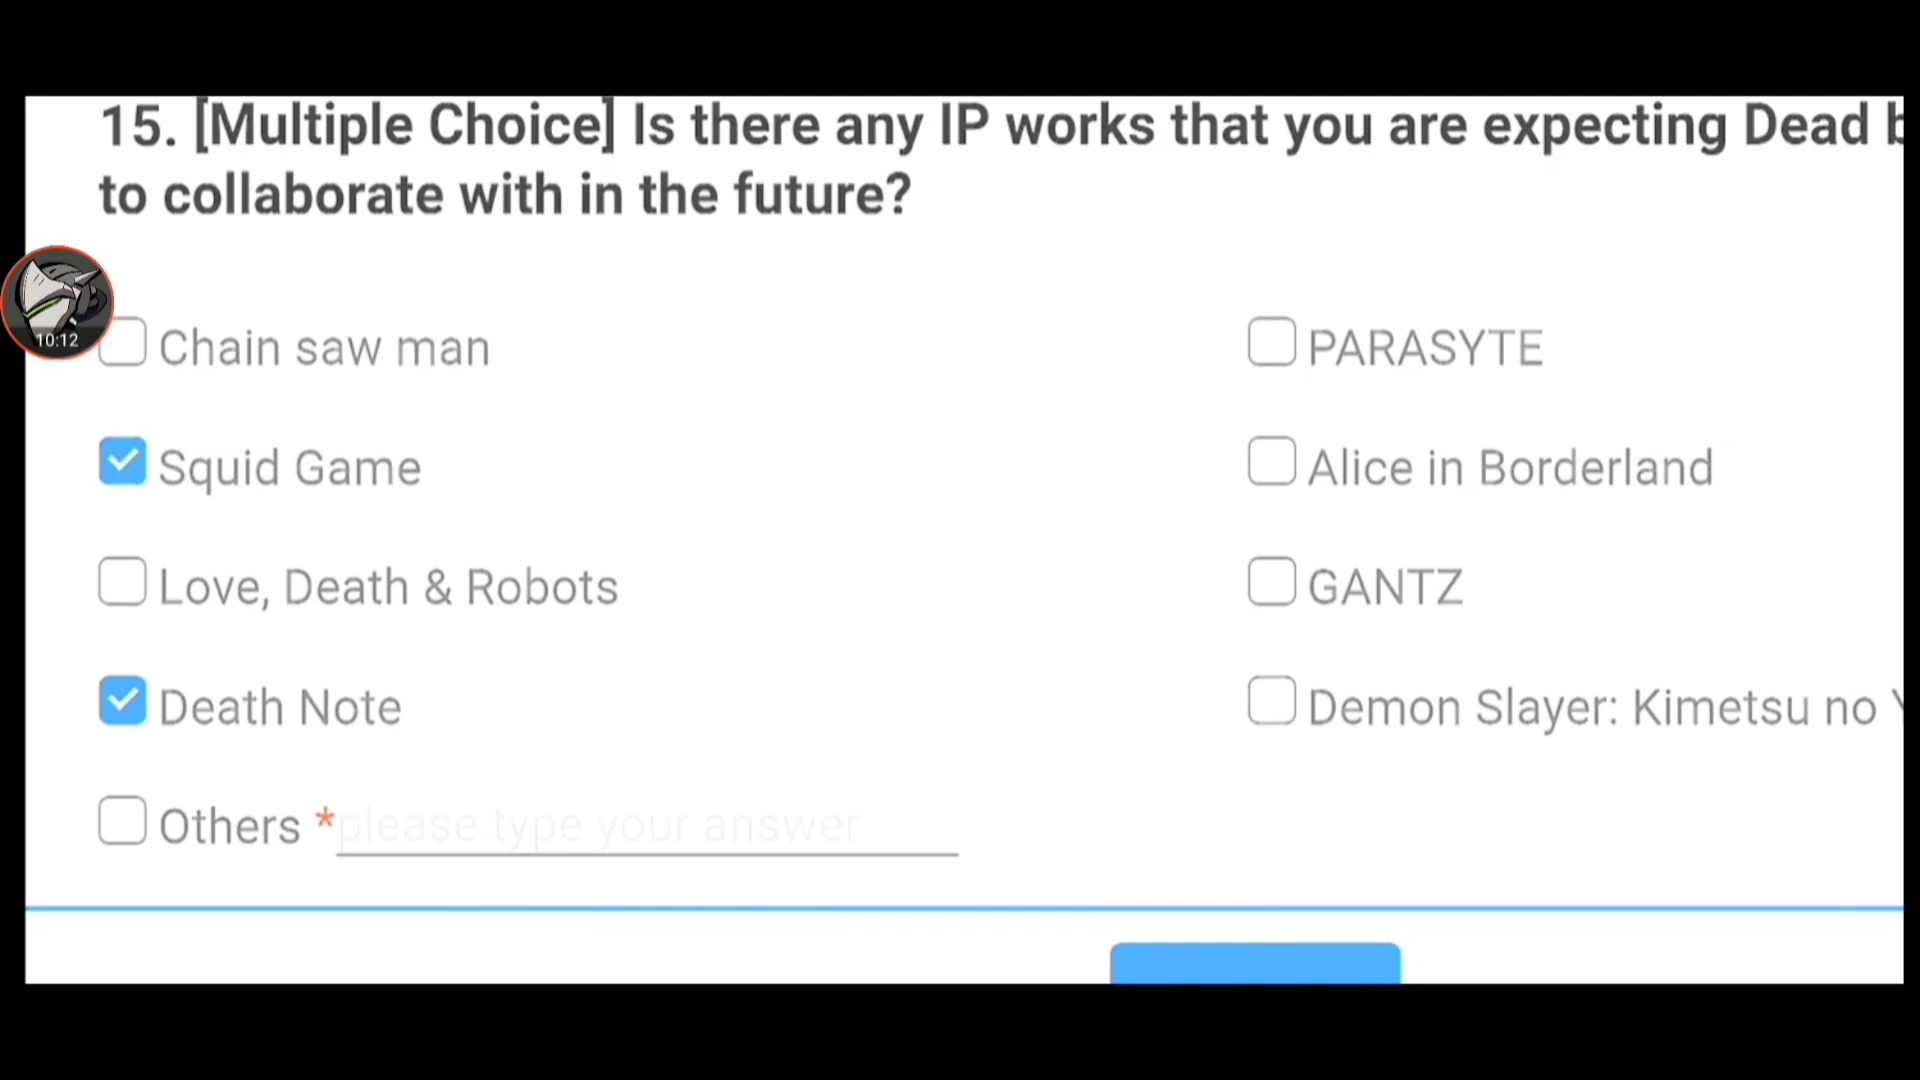 15. [Multiple Choice] Is there any IP works that you are expecting Dead
to collaborate with in the future?
10:12
Chain saw man
PARASYTE
Squid Game
Alice in Borderland
Love, Death & Robots
GANTZ
Death Note
Demon Slayer: Kimetsu no
Others *please type your answer